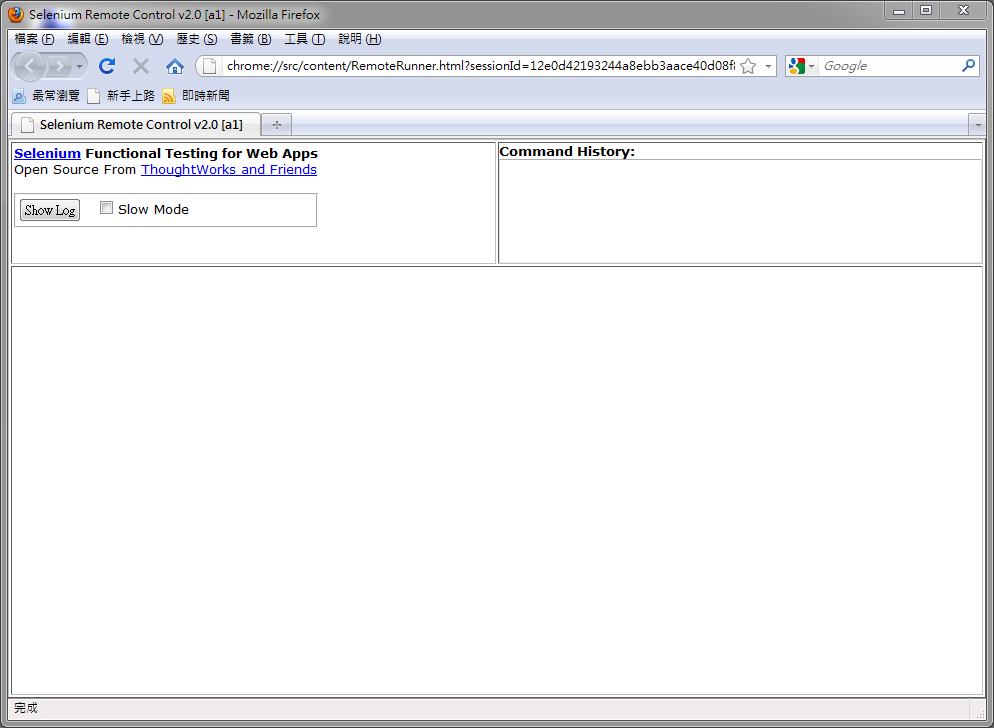 Selenium Remote Control v2.0 [a1] - Mozilla Firefox
檔案 (F) 編輯 (E) 檢視 (V) 歷史 (S) 書籤 (B) 工具 (T) 說明 (H)
chrome://src/content/RemoteRunner.html?sessionId=12e0d42193244a8ebb3aace40d08f8 Google
最常瀏覽 新手上路 即時新聞
Selenium Remote Control v2.0 [a1]
Selenium Functional Testing for Web Apps
Open Source From ThoughtWorks and Friends
Show Log Slow Mode
Command History:
完成